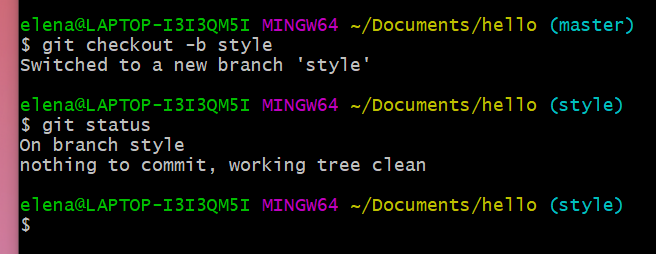 elena@LAPTOP-I3I3QM5I MINGW64 ~/Documents/hello (master)
$ git checkout -b style
Switched to a new branch 'style'
elena@LAPTOP-I3I3QM5I MINGW64 ~/Documents/hello (style)
$ git status
On branch style
nothing to commit, working tree clean
elena@LAPTOP-I3I3QM5I MINGW64 ~/Documents/hello (style)
$